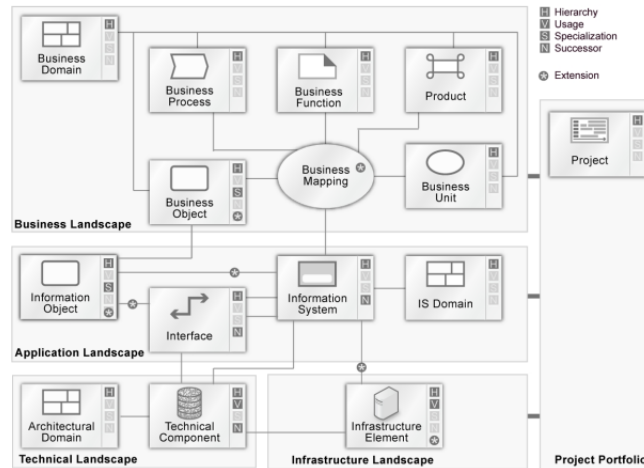 H Hierarchy
V Usage
S Specialization
N Successor
Extension
Business
Domain
H
V
S
N
Business
Process
H
V
S
N
Business
Function
H
V
S
N
Product
H
V
S
N
Project
H
V
S
N
Business
Object
H
V
S
N
Business
Mapping
Business
Unit
H
V
S
N
Business Landscape
Information
Object
H
V
S
N
Interface
H
V
S
N
Information
System
H
V
S
N
IS Domain
H
V
S
N
Application Landscape
Architectural
Domain
H
V
S
N
Technical
Component
H
V
S
N
Infrastructure
Element
H
V
S
N
Technical Landscape
Infrastructure Landscape
Project Portfolio